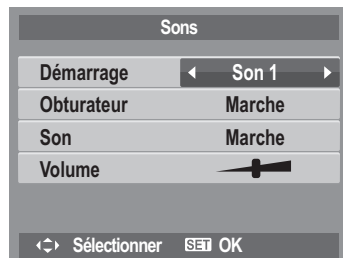 Sons
Démarrage Son 1
Obturateur Marche
Son Marche
Volume
Sélectionner SET OK